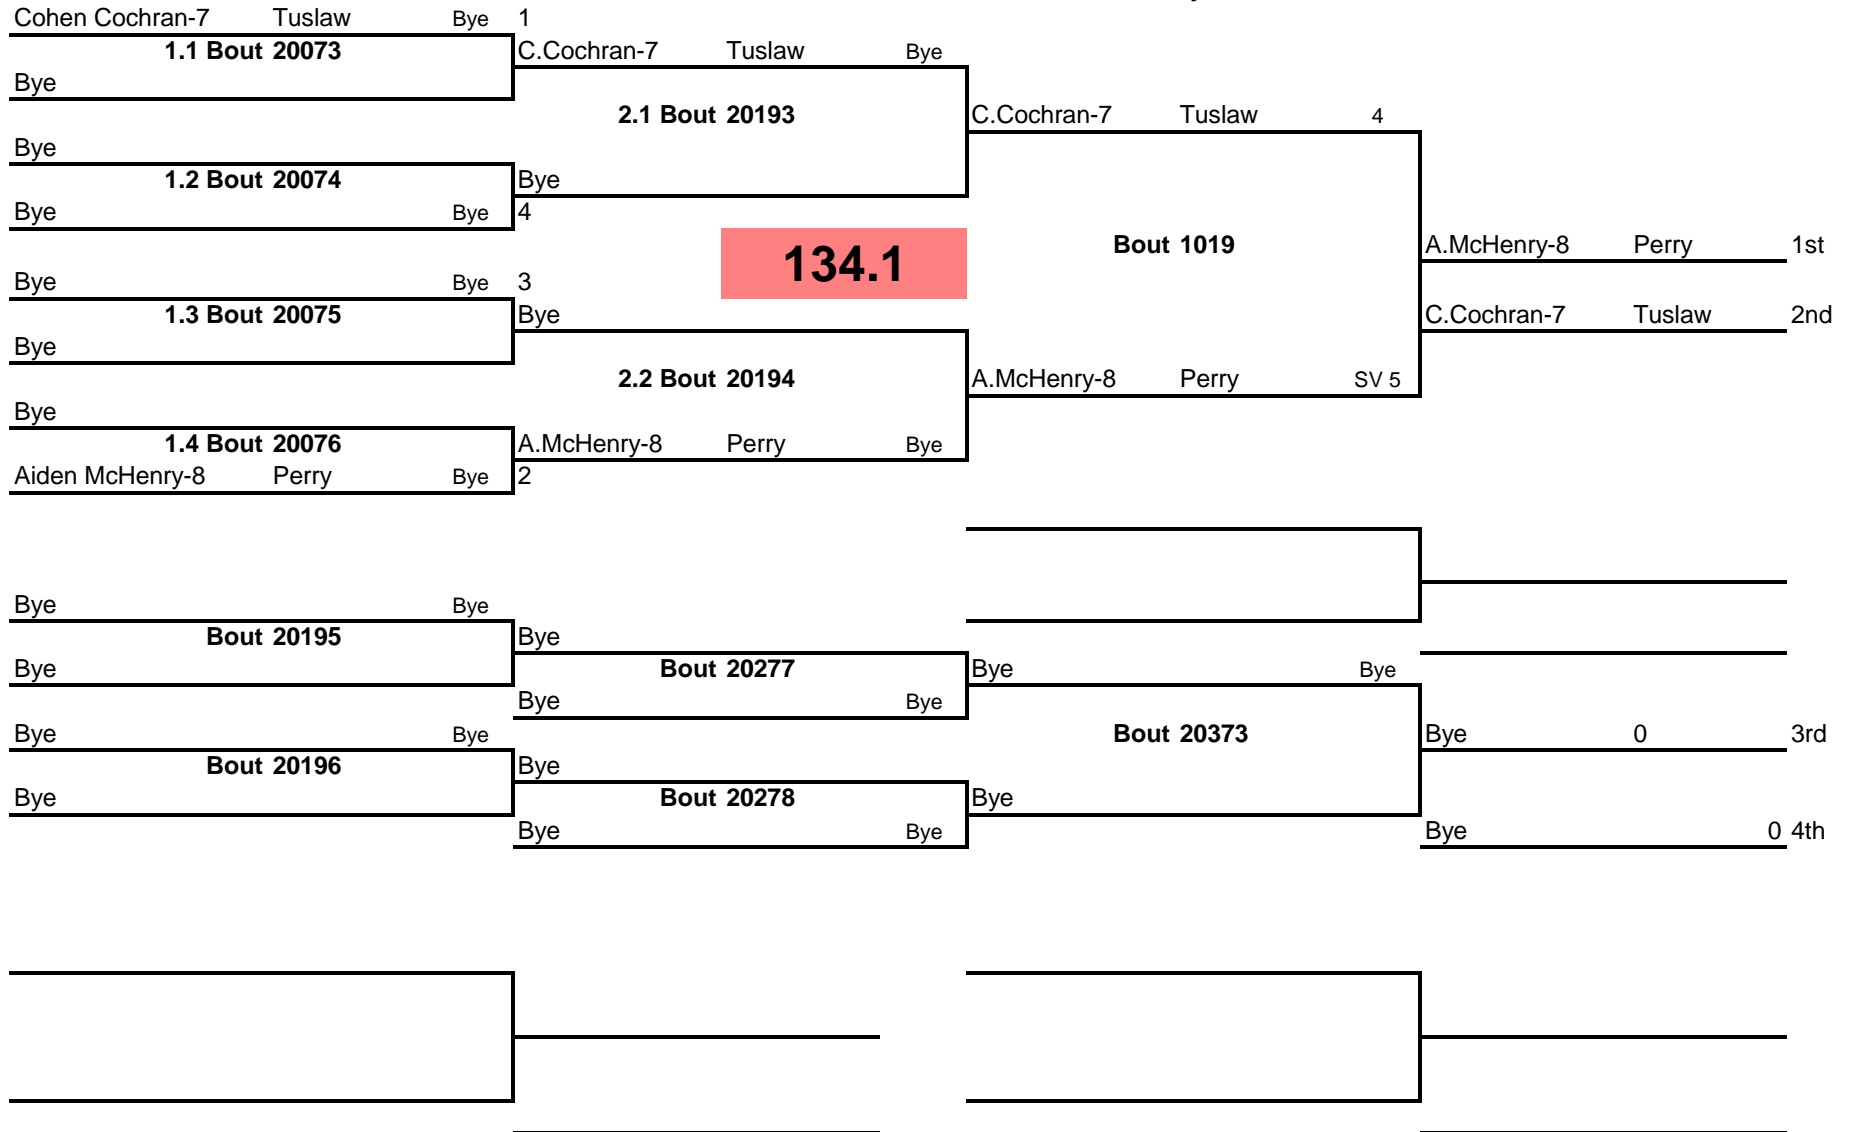 Cohen Cochran-7 Tuslaw Bye 1
1.1 Bout 20073 C.Cochran-7 Tuslaw Bye
Bye
2.1 Bout 20193 C.Cochran-7 Tuslaw 4
Bye
1.2 Bout 20074 Bye
Bye Bye 4
134.1 Bout 1019 A.McHenry-8 Perry 1st
Bye Bye 3
1.3 Bout 20075 Bye C.Cochran-7 Tuslaw 2nd
Bye
2.2 Bout 20194 A.McHenry-8 Perry SV 5
Bye
1.4 Bout 20076 A.McHenry-8 Perry Bye
Aiden McHenry-8 Perry Bye 2
Bye Bye
Bout 20195 Bye
Bye Bout 20277 Bye Bye
Bye Bye
Bye Bye Bout 20373 Bye 0 3rd
Bout 20196 Bye
Bye Bout 20278 Bye
Bye Bye Bye 0 4th